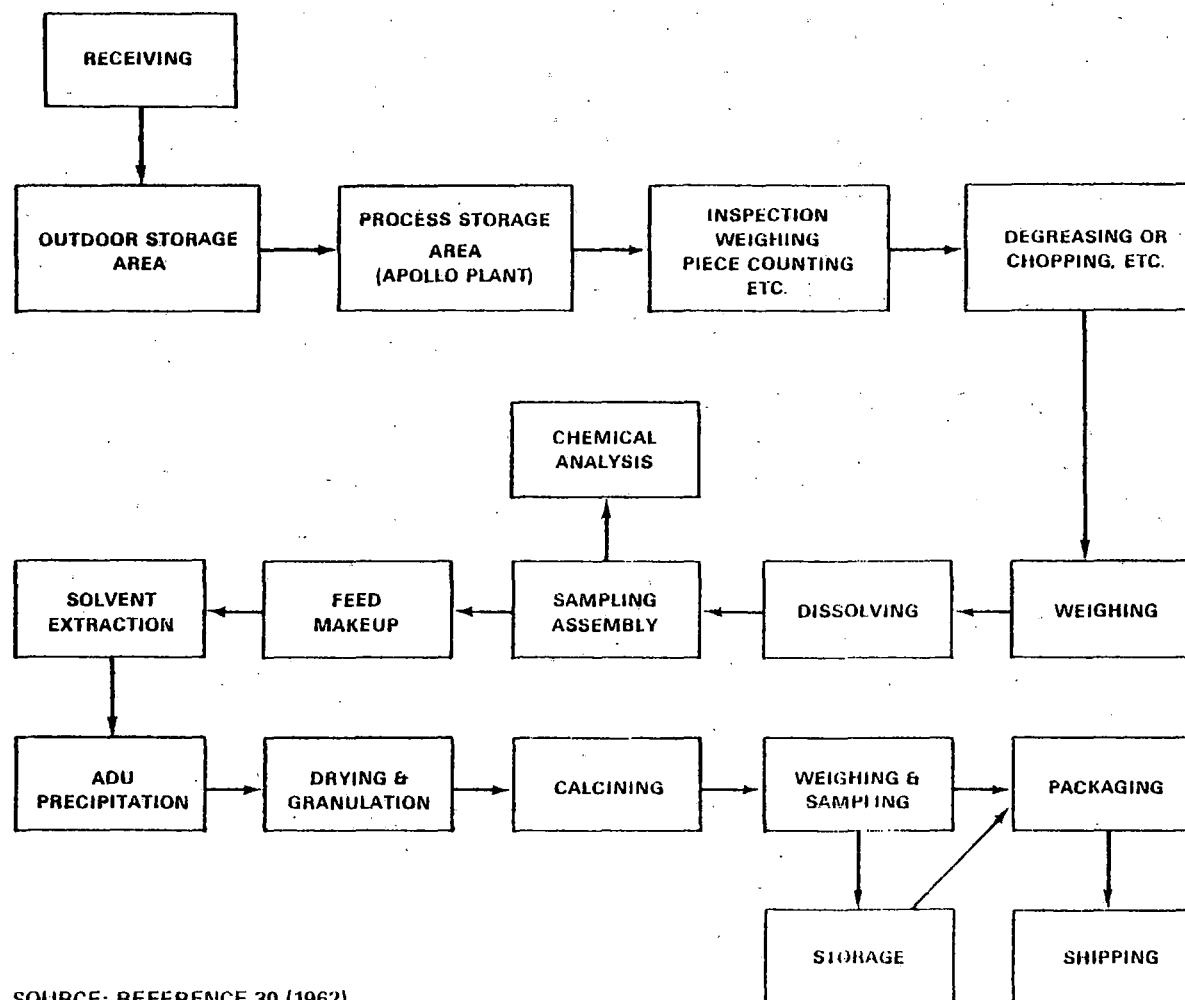 RECEIVING
OUTDOOR STORAGE
AREA
PROCESS STORAGE
AREA
(APOLLO PLANT)
INSPECTION
WEIGHING
PIECE COUNTING
ETC.
DEGREASING OR
CHOPPING, ETC.
CHEMICAL
ANALYSIS
SOLVENT
EXTRACTION
FEED
MAKEUP
SAMPLING
ASSEMBLY
DISSOLVING
WEIGHING
ADU
PRECIPITATION
DRYING &
GRANULATION
CALCINING
WEIGHING &
SAMPLING
PACKAGING
STORAGE
SHIPPING
SOURCE: REFERENCE 30 (1962)